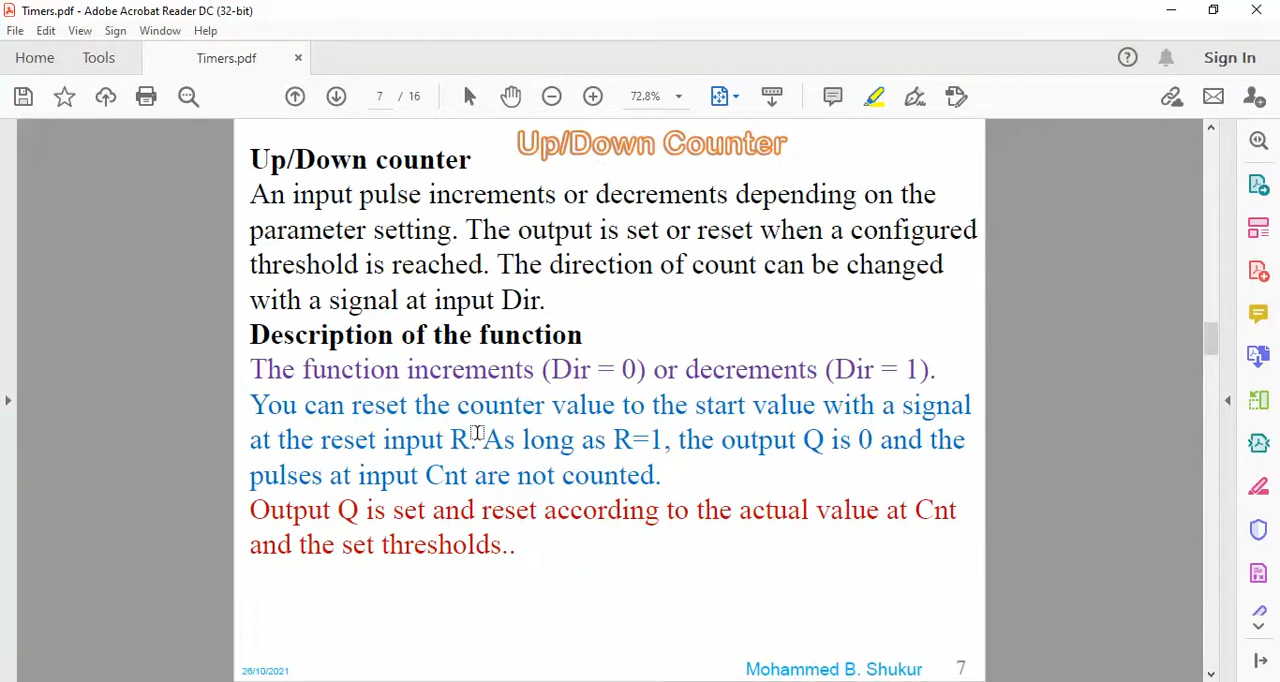 Timers.pdf - Adobe Acrobat Reader DC (32-bit)
File Edit View Sign Window Help
Home Tools Timers.pdf × Sign In
7 / 16 72.8%
Up/Down Counter
Up/Down counter
An input pulse increments or decrements depending on the
parameter setting. The output is set or reset when a configured
threshold is reached. The direction of count can be changed
with a signal at input Dir.
Description of the function
The function increments (Dir = 0) or decrements (Dir = 1).
You can reset the counter value to the start value with a signal
at the reset input R. As long as R=1, the output Q is 0 and the
pulses at input Cnt are not counted.
Output Q is set and reset according to the actual value at Cnt
and the set thresholds..
26/10/2021 Mohammed B. Shukur 7